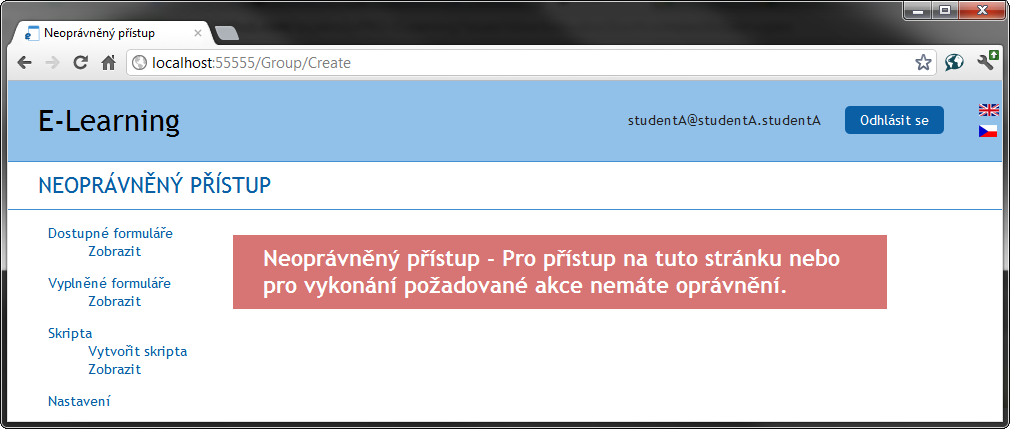 Neoprávněný přístup
localhost:55555/Group/Create
E-Learning
studentA@studentA.studentA
Odhlásit se
NEOPRÁVNĚNÝ PŘÍSTUP
Dostupné formuláře
Zobrazit
Vyplněné formuláře
Zobrazit
Skripta
Vytvořit skripta
Zobrazit
Nastavení
Neoprávněný přístup - Pro přístup na tuto stránku nebo
pro vykonání požadované akce nemáte oprávnění.